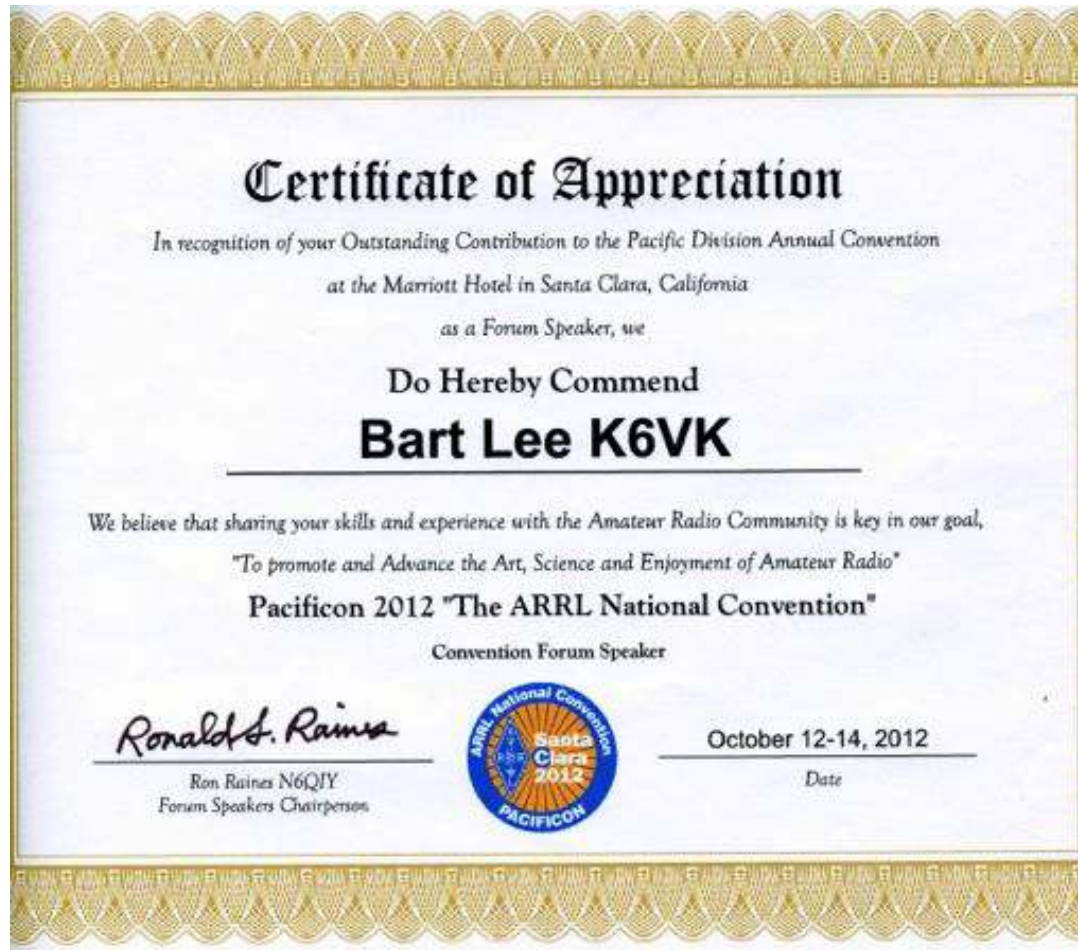 Certificate of Appreciation
In recognition of your Outstanding Contribution to the Pacific Division Annual Convention
at the Marriott Hotel in Santa Clara, California
as a Forum Speaker, we
Do Hereby Commend
Bart Lee K6VK
We believe that sharing your skills and experience with the Amateur Radio Community is key in our goal,
"To promote and Advance the Art, Science and Enjoyment of Amateur Radio"
Pacificon 2012 "The ARRL National Convention"
Convention Forum Speaker
Ronald S. Raines
Ron Raines N6QIY
Forum Speakers Chairperson
ARRL National Convention
Santa
Clara
2012
PACIFICON
October 12-14, 2012
Date